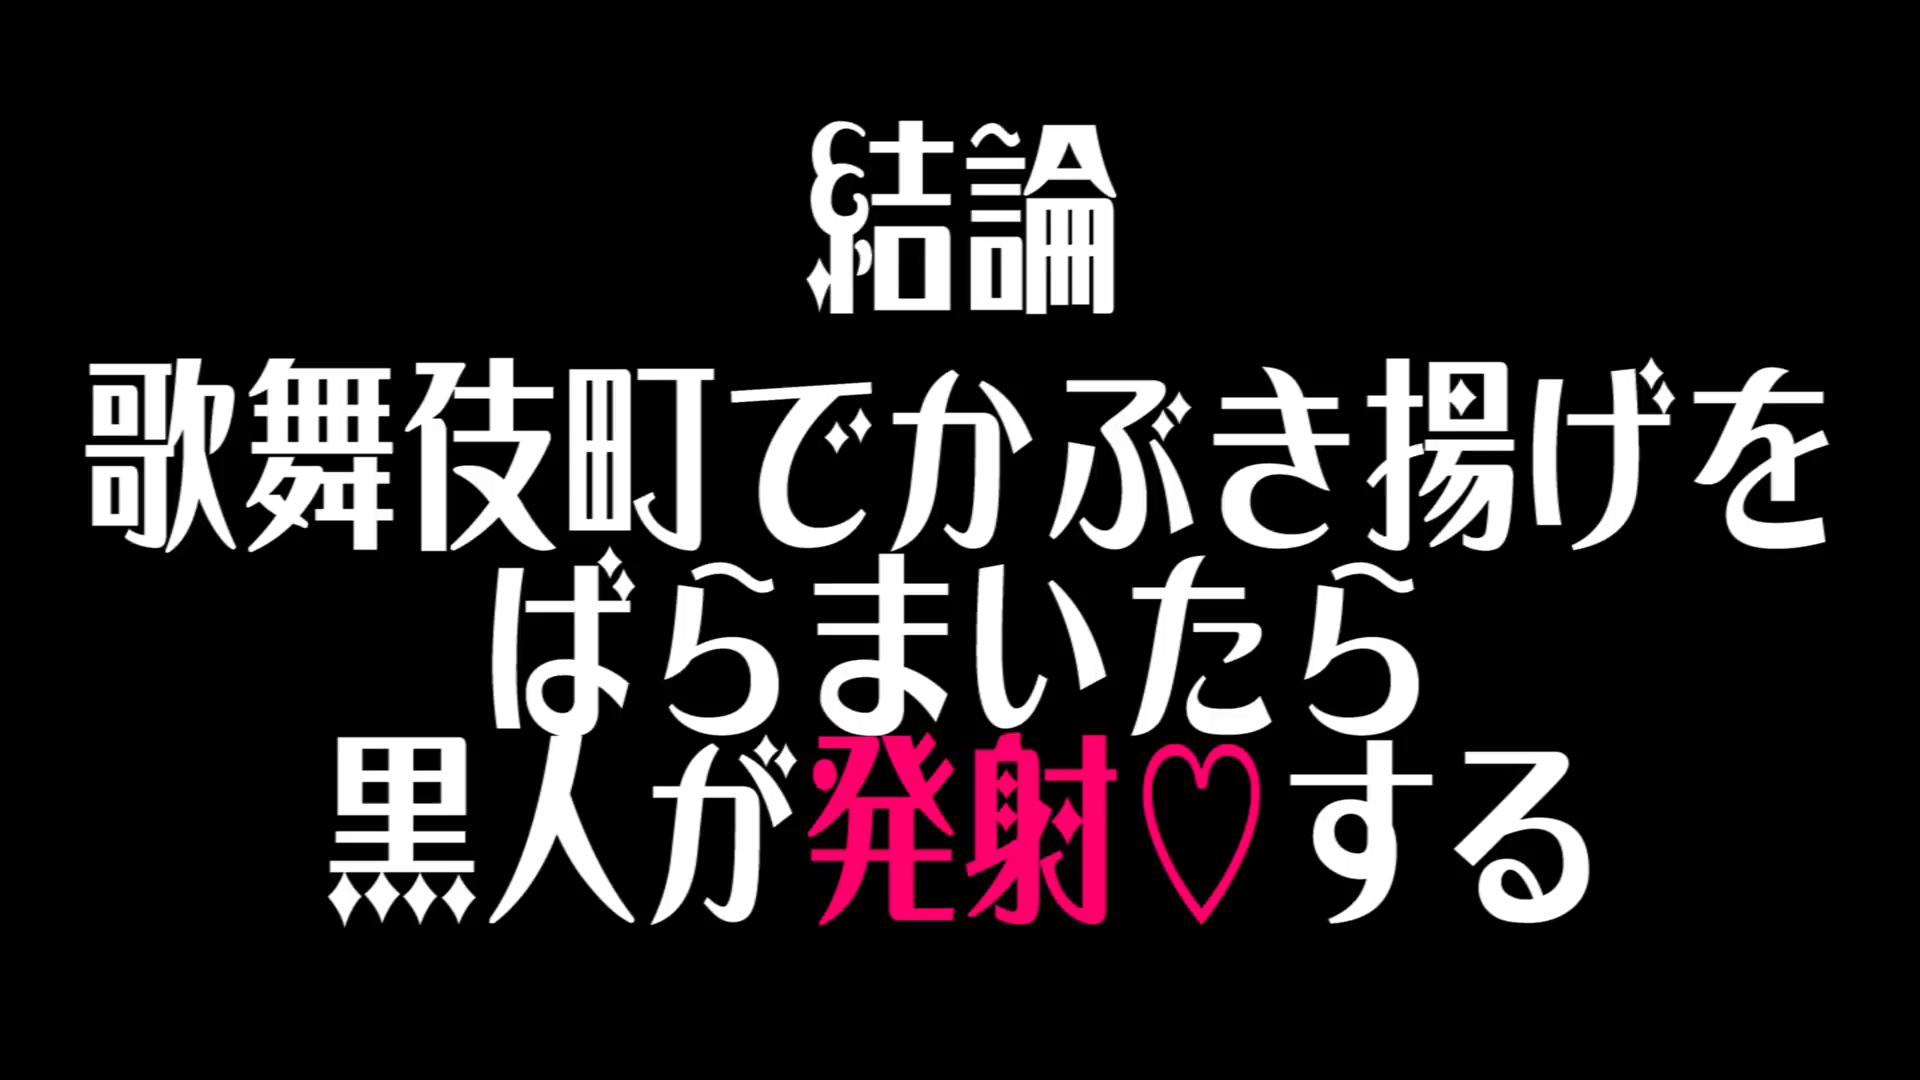 結論
歌舞伎町でかぶき揚げを
ばらまいたら
黒人が発射♡する